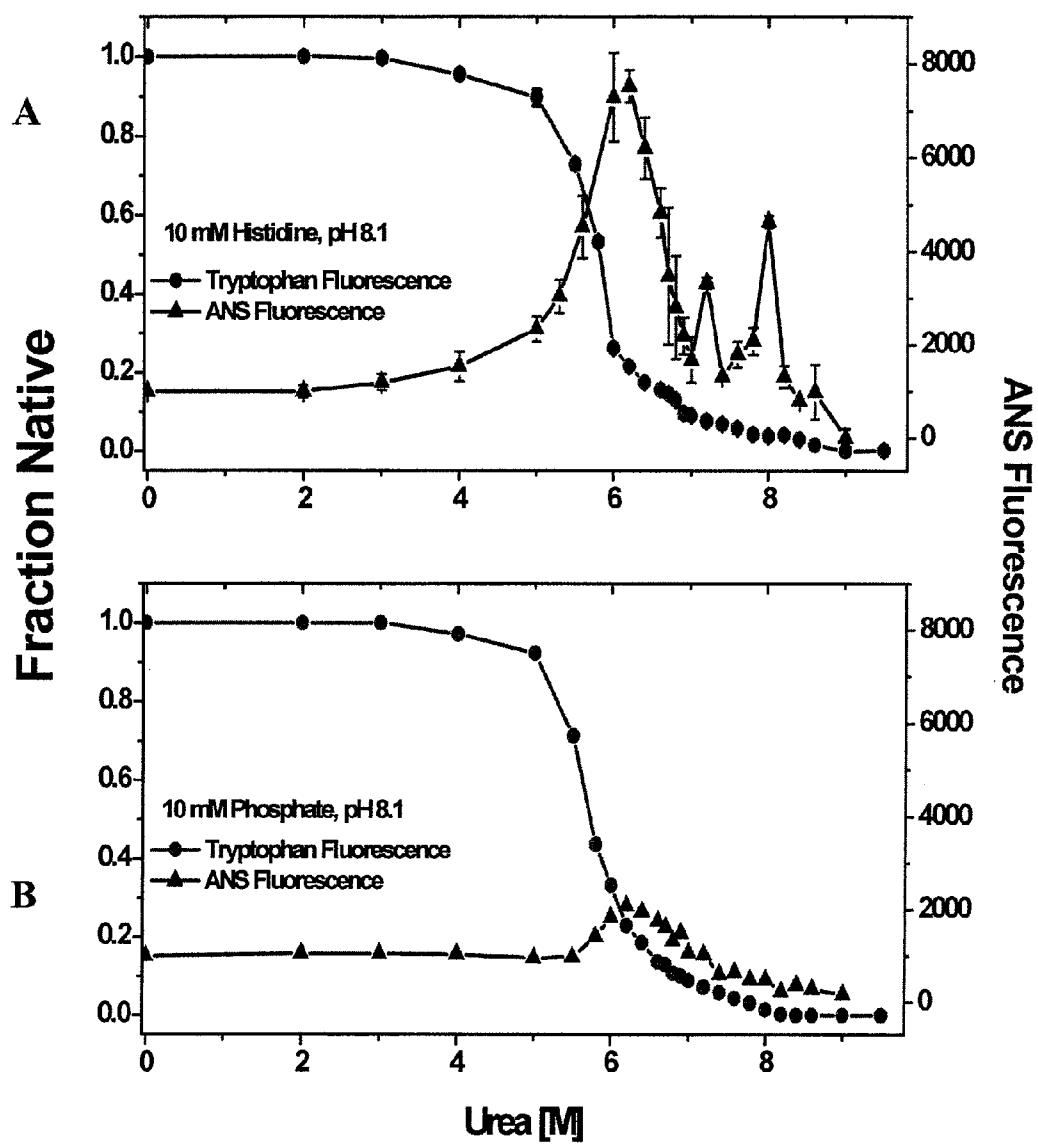 A
1.0
0.8
0.6
0.4
0.2
0.0
8000
6000
4000
2000
0
10 mM Histidine, pH 8.1
Tryptophan Fluorescence
ANS Fluorescence
0 2 4 6 8
Fraction Native
ANS Fluorescence
B
1.0
0.8
0.6
0.4
0.2
0.0
8000
6000
4000
2000
0
10 mM Phosphate, pH 8.1
Tryptophan Fluorescence
ANS Fluorescence
0 2 4 6 8
Urea [M]